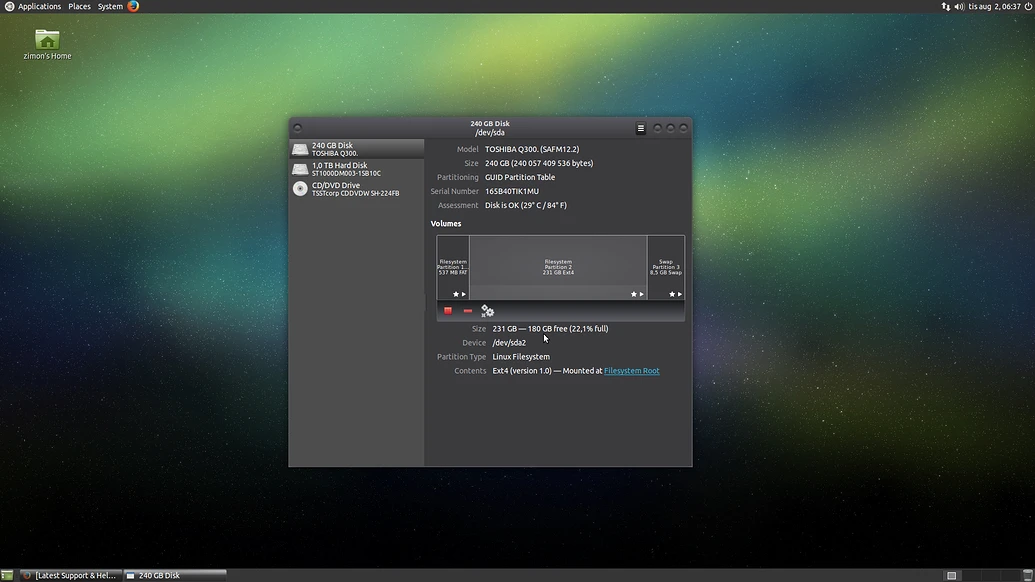 Applications Places System
tis aug 2, 06:37
zimon's Home
240 GB Disk
/dev/sda
240 GB Disk
TOSHIBA Q300.
1,0 TB Hard Disk
ST1000DM003-1SB10C
CD/DVD Drive
TSSTcorp CDDVDW SH-224FB
Model TOSHIBA Q300. (SAFM12.2)
Size 240 GB (240 057 409 536 bytes)
Partitioning GUID Partition Table
Serial Number 165B40TIK1MU
Assessment Disk is OK (29° C / 84° F)
Volumes
Filesystem
Partition 1...
537 MB FAT
Filesystem
Partition 2
231 GB Ext4
Swap
Partition 3
8,5 GB Swap
Size 231 GB — 180 GB free (22,1% full)
Device /dev/sda2
Partition Type Linux Filesystem
Contents Ext4 (version 1.0) — Mounted at Filesystem Root
[Latest Support & Hel...
240 GB Disk